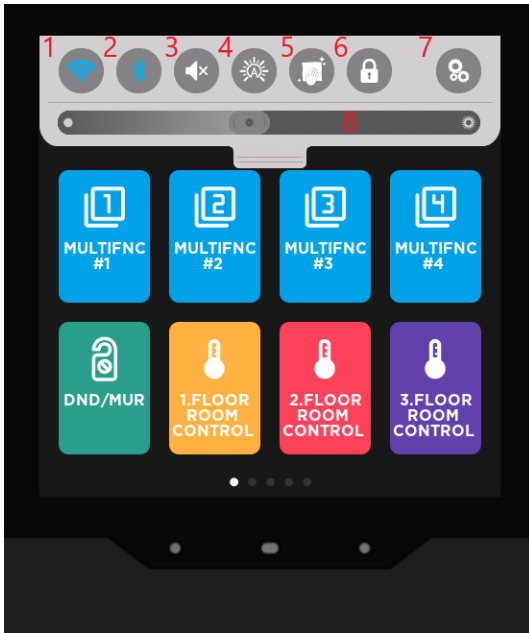 1 2 3 4 5 6 7
A
8
1 2 3 4
MULTIFNC MULTIFNC MULTIFNC MULTIFNC
#1 #2 #3 #4
DND/MUR
1.FLOOR
ROOM
CONTROL
2.FLOOR
ROOM
CONTROL
3.FLOOR
ROOM
CONTROL